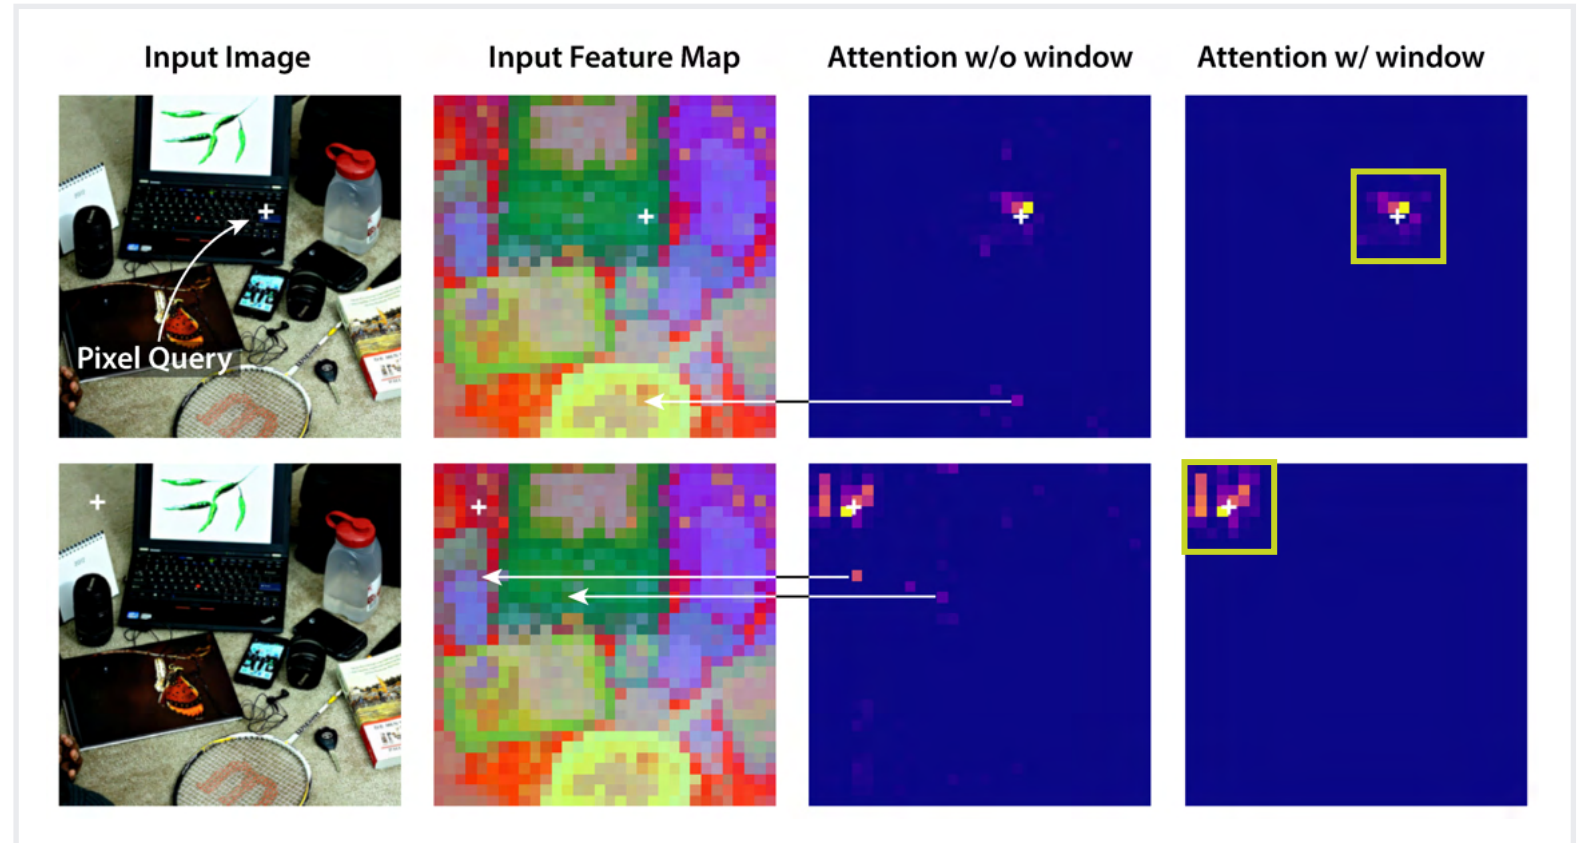 Input Image
Input Feature Map
Attention w/o window
Attention w/ window
Pixel Query